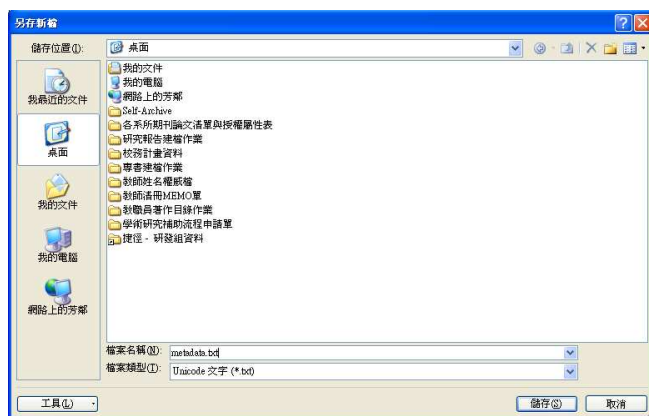 另存新檔
儲存位置(I):
桌面
我最近的文件
桌面
我的文件
我的電腦
網路上的芳鄰
我的文件
我的電腦
網路上的芳鄰
Self-Archive
各系所期刊論文清單與授權屬性表
研究報告建檔作業
校務計畫資料
專書建檔作業
教師姓名權威檔
教師清冊MEMO單
教職員著作目錄作業
學術研究補助流程申請單
捷徑 - 研發組資料
檔案名稱(N):
metadata.txt
檔案類型(T):
Unicode 文字 (*.txt)
工具(L)
儲存(S)
取消